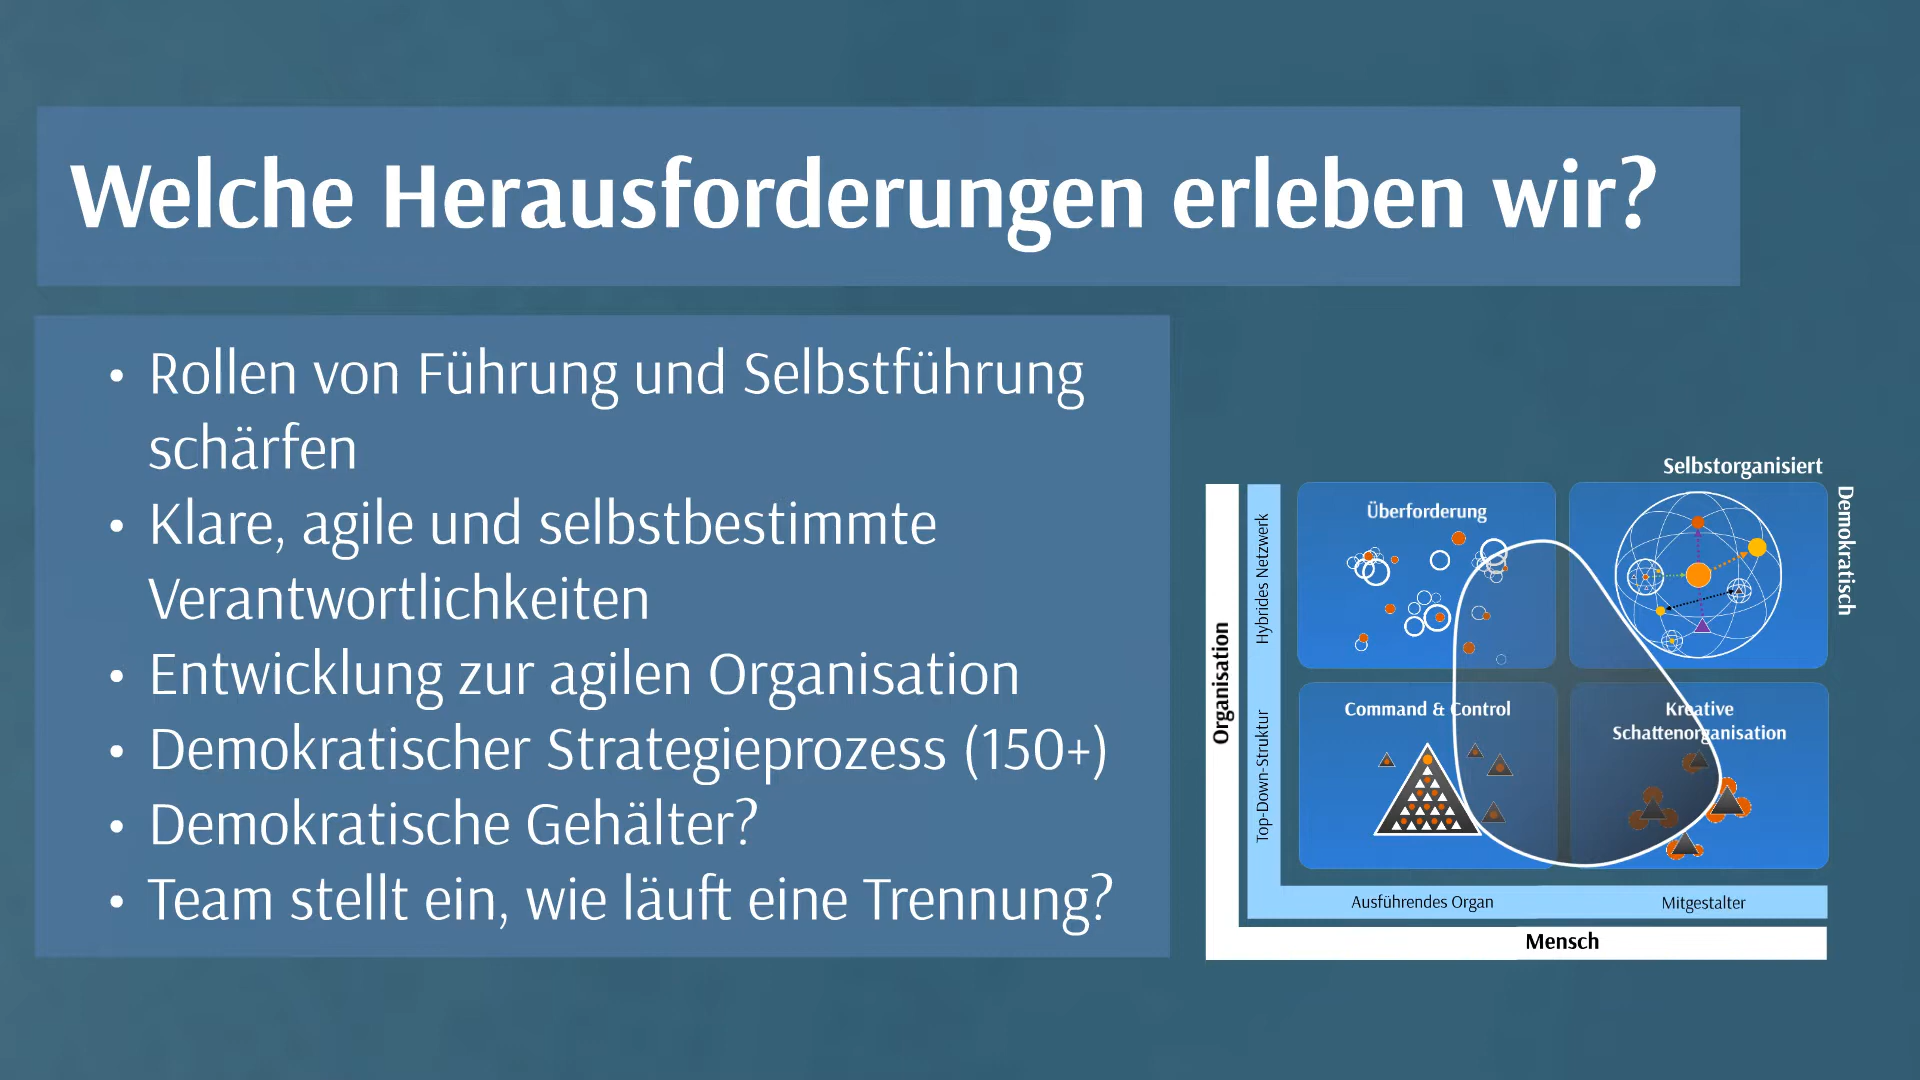 Welche Herausforderungen erleben wir?
• Rollen von Führung und Selbstführung
schärfen
• Klare, agile und selbstbestimmte
Verantwortlichkeiten
• Entwicklung zur agilen Organisation
• Demokratischer Strategieprozess (150+)
• Demokratische Gehälter?
• Team stellt ein, wie läuft eine Trennung?
Selbstorganisiert
Demokratisch
Überforderung
Command & Control
Kreative
Schattenorganisation
Organisation
Hybrides Netzwerk
Top-Down-Struktur
Ausführendes Organ
Mitgestalter
Mensch